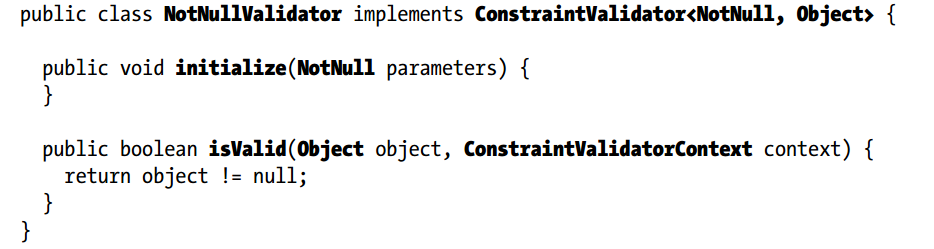 public class NotNullValidator implements ConstraintValidator<NotNull, Object> {
public void initialize(NotNull parameters) {
}
public boolean isValid(Object object, ConstraintValidatorContext context) {
return object != null;
}
}